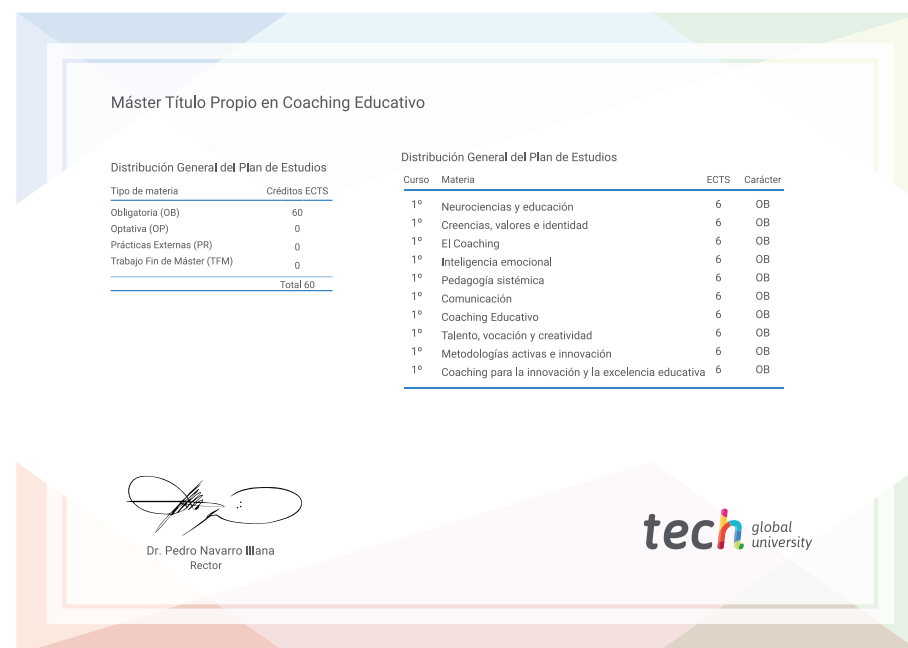 Máster Título Propio en Coaching Educativo
Distribución General del Plan de Estudios
Tipo de materia Créditos ECTS
Obligatoria (OB) 60
Optativa (OP) 0
Prácticas Externas (PR) 0
Trabajo Fin de Máster (TFM) 0
Total 60
Distribución General del Plan de Estudios
Curso Materia ECTS Carácter
1º Neurociencias y educación 6 OB
1º Creencias, valores e identidad 6 OB
1º El Coaching 6 OB
1º Inteligencia emocional 6 OB
1º Pedagogía sistémica 6 OB
1º Comunicación 6 OB
1º Coaching Educativo 6 OB
1º Talento, vocación y creatividad 6 OB
1º Metodologías activas e innovación 6 OB
1º Coaching para la innovación y la excelencia educativa 6 OB
Dr. Pedro Navarro Illana
Rector
tech global
university